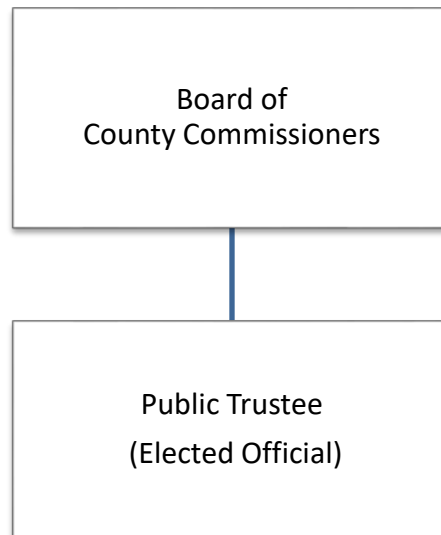 Board of
County Commissioners
Public Trustee
(Elected Official)